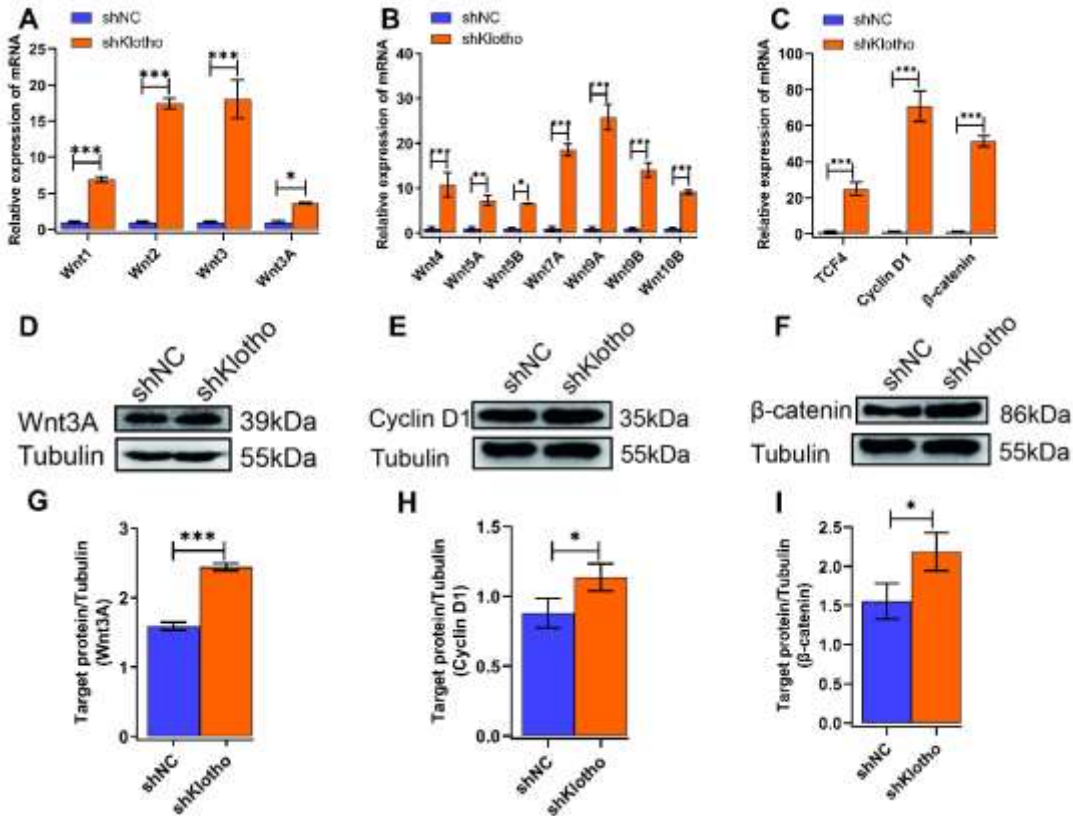 A
shNC
shKlotho
Relative expression of mRNA
25
20
15
10
5
0
***
***
***
*
Wnt1
Wnt2
Wnt3
Wnt3A
B
shNC
shKlotho
Relative expression of mRNA
40
30
20
10
0
***
**
*
***
***
***
***
Wnt4
Wnt5A
Wnt5B
Wnt7A
Wnt9A
Wnt9B
Wnt10B
C
shNC
shKlotho
Relative expression of mRNA
100
80
60
40
20
0
***
***
***
TCF4
Cyclin D1
β-catenin
D
shNC
shKlotho
Wnt3A
39kDa
Tubulin
55kDa
E
shNC
shKlotho
Cyclin D1
35kDa
Tubulin
55kDa
F
shNC
shKlotho
β-catenin
86kDa
Tubulin
55kDa
G
Target protein/Tubulin
(Wnt3A)
3
2
1
0
***
shNC
shKlotho
H
Target protein/Tubulin
(Cyclin D1)
1.5
1.0
0.5
0.0
*
shNC
shKlotho
I
Target protein/Tubulin
(β-catenin)
2.5
2.0
1.5
1.0
0.5
0.0
*
shNC
shKlotho